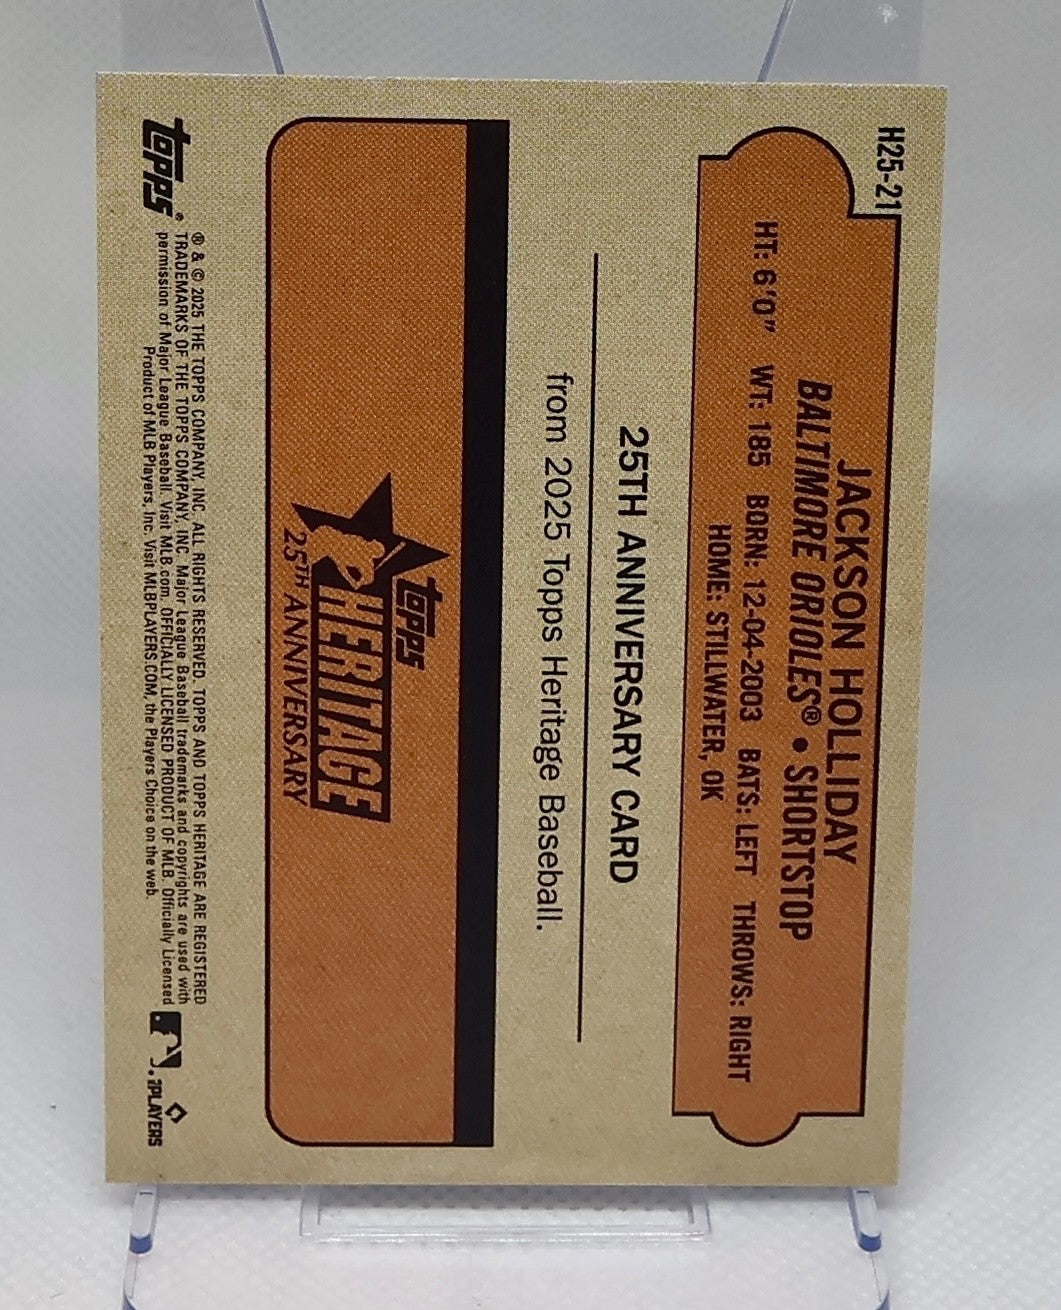 H25-21
JACKSON HOLLIDAY
BALTIMORE ORIOLES® • SHORTSTOP
HT: 6'0" WT: 185 BORN: 12-04-2003 BATS: LEFT THROWS: RIGHT
HOME: STILLWATER, OK
25TH ANNIVERSARY CARD
from 2025 Topps Heritage Baseball.
topps
HERITAGE
25TH ANNIVERSARY
topps®
® & © 2025 THE TOPPS COMPANY, INC. ALL RIGHTS RESERVED. TOPPS AND TOPPS HERITAGE ARE REGISTERED
TRADEMARKS OF THE TOPPS COMPANY, INC. Major League Baseball trademarks and copyrights are used with
permission of Major League Baseball. Visit MLB.com. OFFICIALLY LICENSED PRODUCT OF MLB. Officially Licensed
Product of MLB Players, Inc. Visit MLBPLAYERS.COM, the Players Choice on the web.
PLAYERS